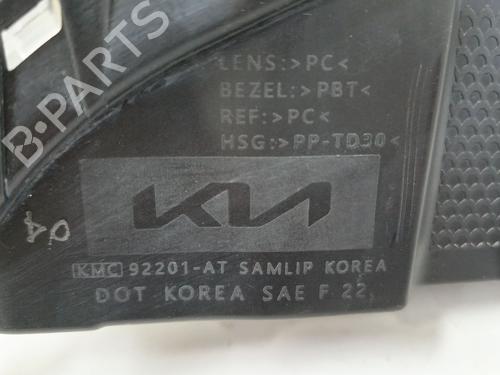 LENS:>PC<
BEZEL:>PBT<
REF:>PC<
HSG:>PP-TD30<
B-PARTS
KIA
KMC 92201-AT SAMLIP KOREA
DOT KOREA SAE F 22